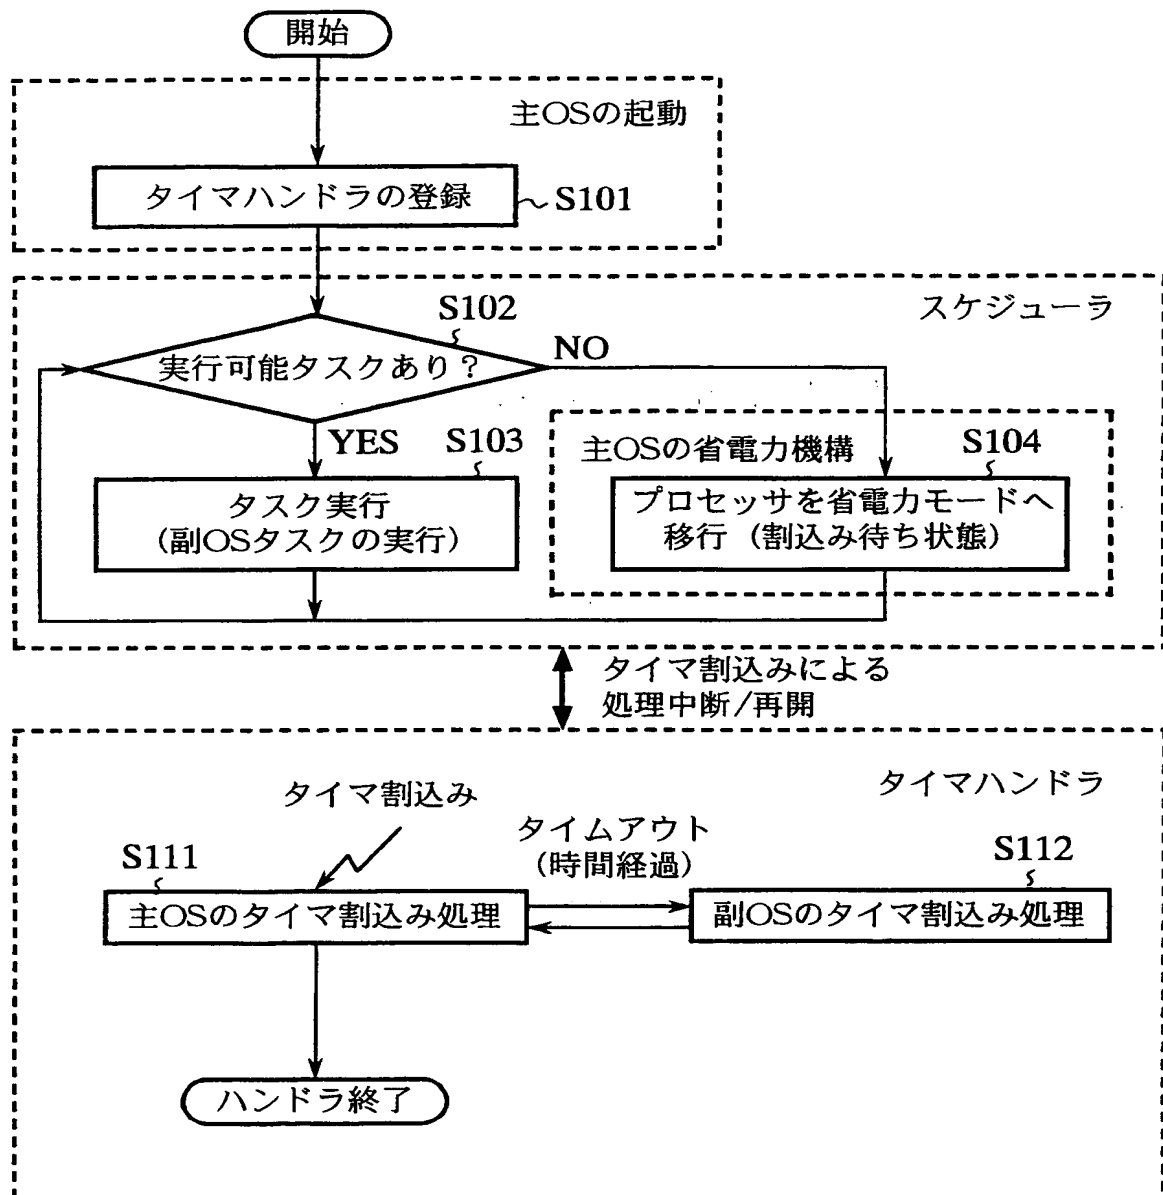 開始
主OSの起動
タイマハンドラの登録
S101
スケジューラ
S102
実行可能タスクあり?
NO
YES
S103
タスク実行
(副OSタスクの実行)
主OSの省電力機構
S104
プロセッサを省電力モードへ
移行(割込み待ち状態)
タイマ割込みによる
処理中断/再開
タイマハンドラ
タイマ割込み
タイムアウト
(時間経過)
S111
主OSのタイマ割込み処理
S112
副OSのタイマ割込み処理
ハンドラ終了